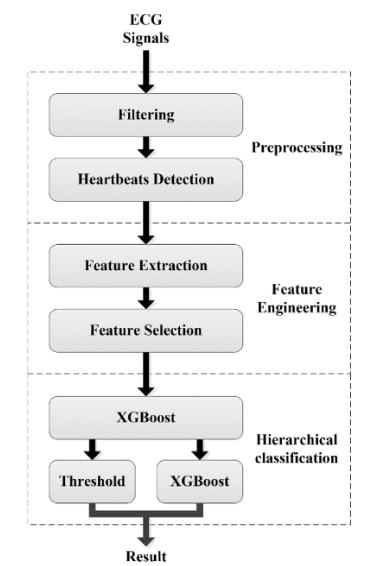 ECG
Signals
Filtering
Preprocessing
Heartbeats Detection
Feature Extraction
Feature
Engineering
Feature Selection
XGBoost
Hierarchical
classification
Threshold
XGBoost
Result